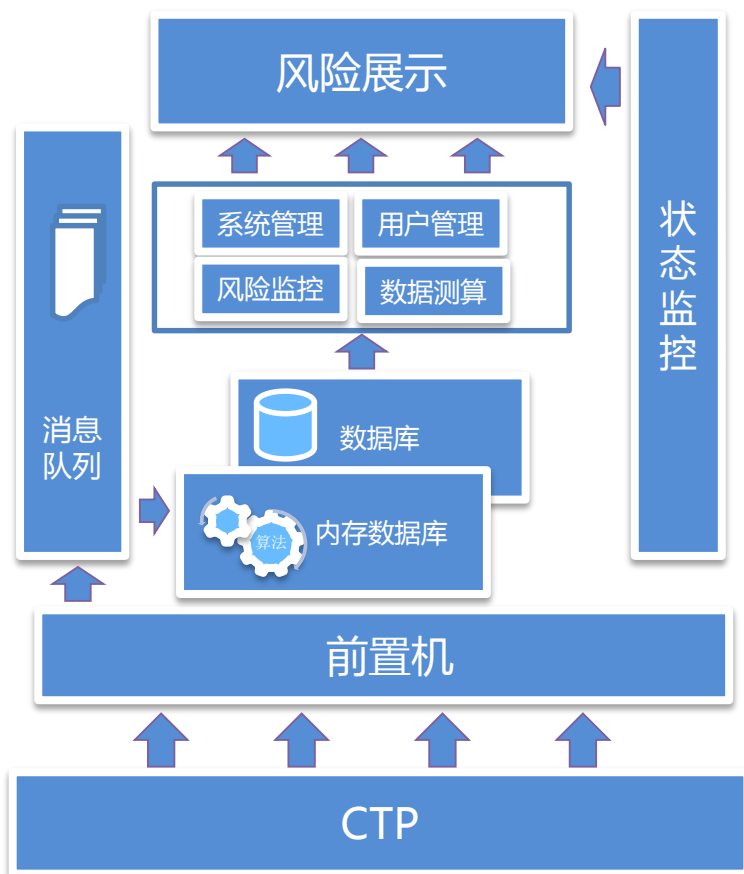 风险展示
系统管理
用户管理
风险监控
数据测算
状态监控
消息
队列
数据库
算法
内存数据库
前置机
CTP